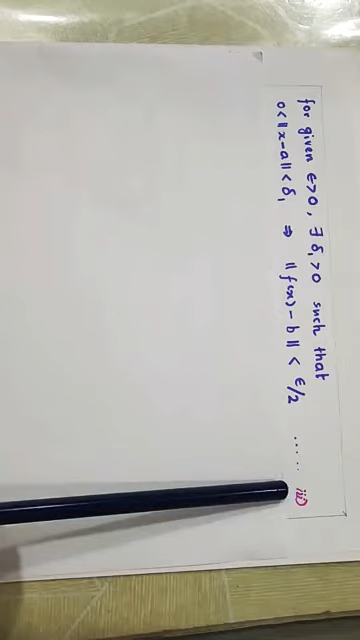 for given ϵ>0, ∃ δ₁>0 such that
0<||x-a||<δ₁ ⇒ ||f(x)-b|| < ϵ/2 ..... iii)